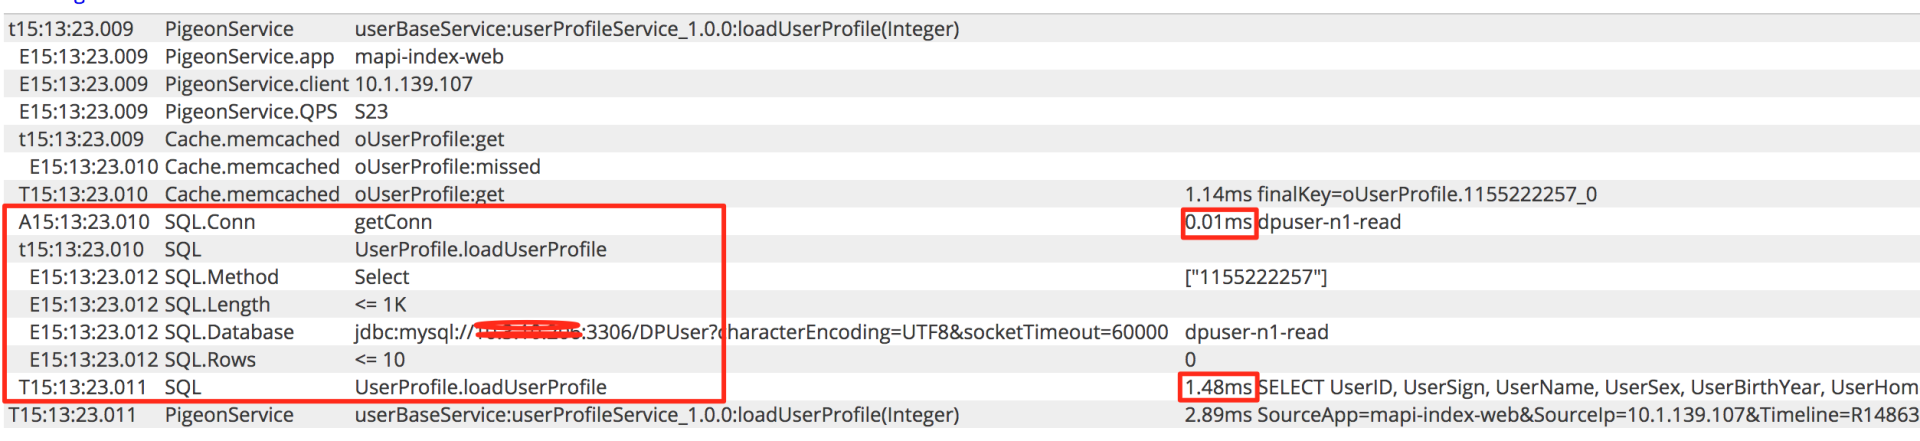 t15:13:23.009 PigeonService userBaseService:userProfileService_1.0.0:loadUserProfile(Integer)
E15:13:23.009 PigeonService.app mapi-index-web
E15:13:23.009 PigeonService.client 10.1.139.107
E15:13:23.009 PigeonService.QPS S23
t15:13:23.009 Cache.memcached oUserProfile:get
E15:13:23.010 Cache.memcached oUserProfile:missed
T15:13:23.010 Cache.memcached oUserProfile:get 1.14ms finalKey=oUserProfile.1155222257_0
A15:13:23.010 SQL.Conn getConn 0.01ms dpuser-n1-read
t15:13:23.010 SQL UserProfile.loadUserProfile
E15:13:23.012 SQL.Method Select ["1155222257"]
E15:13:23.012 SQL.Length <= 1K
E15:13:23.012 SQL.Database jdbc:mysql:// :3306/DPUser?characterEncoding=UTF8&socketTimeout=60000 dpuser-n1-read
E15:13:23.012 SQL.Rows <= 10 0
T15:13:23.011 SQL UserProfile.loadUserProfile 1.48ms SELECT UserID, UserSign, UserName, UserSex, UserBirthYear, UserHom
T15:13:23.011 PigeonService userBaseService:userProfileService_1.0.0:loadUserProfile(Integer) 2.89ms SourceApp=mapi-index-web&SourceIp=10.1.139.107&Timeline=R14863